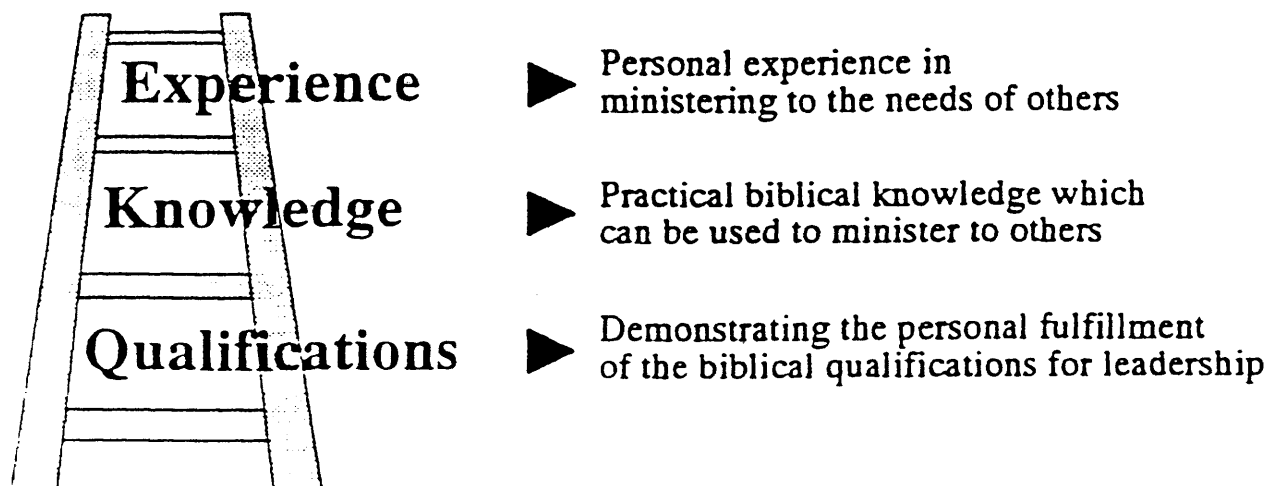 Experience
Personal experience in
ministering to the needs of others
Knowledge
Practical biblical knowledge which
can be used to minister to others
Qualifications
Demonstrating the personal fulfillment
of the biblical qualifications for leadership